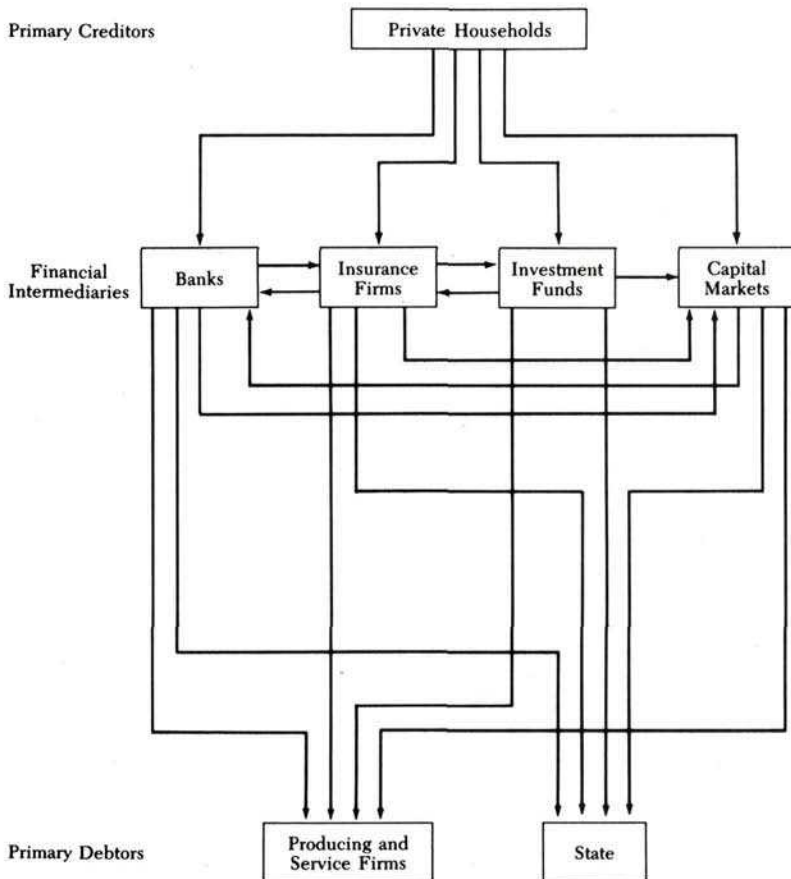 Primary Creditors
Private Households
Financial
Intermediaries
Banks
Insurance
Firms
Investment
Funds
Capital
Markets
Primary Debtors
Producing and
Service Firms
State